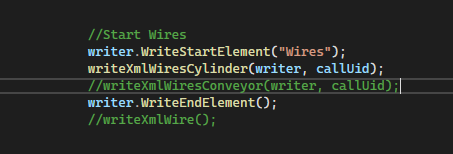 //Start Wires
writer.WriteStartElement("Wires");
writeXmlWiresCylinder(writer, callUid);
//writeXmlWiresConveyor(writer, callUid);
writer.WriteEndElement();
//writeXmlWire();